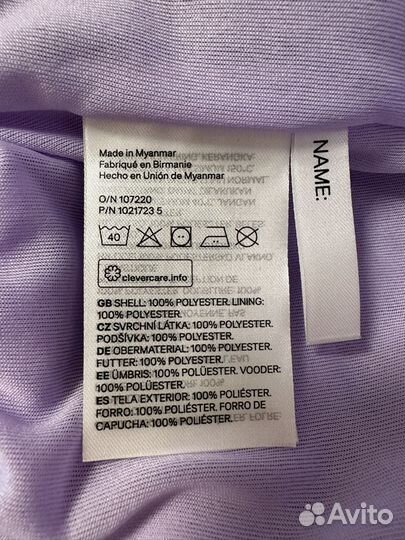 Made in Myanmar
Fabriqué en Birmanie
Hecho en Unión de Myanmar
O/N 107220
P/N 1021723 5
40
clevercare.info
GB SHELL: 100% POLYESTER. LINING:
100% POLYESTER.
CZ SVRCHNÍ LÁTKA: 100% POLYESTER.
PODŠÍVKA: 100% POLYESTER.
DE OBERMATERIAL: 100% POLYESTER.
FUTTER: 100% POLYESTER.
EE ÜMBRIS: 100% POLÜESTER. VOODER:
100% POLÜESTER.
ES TELA EXTERIOR: 100% POLIÉSTER.
FORRO: 100% POLIÉSTER. FORRO DE
CAPUCHA: 100% POLIÉSTER.
NAME:
Avito